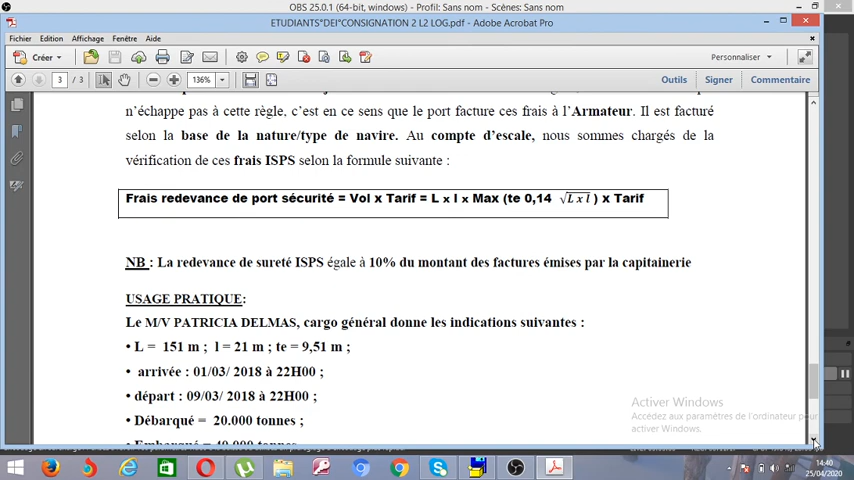 OBS 25.0.1 (64-bit, windows) - Profil: Sans nom - Scènes: Sans nom
ETUDIANTS°DEI°CONSIGNATION 2 L2 LOG.pdf - Adobe Acrobat Pro
Fichier Edition Affichage Fenêtre Aide
Créer Personnaliser
3 / 3 136% Outils Signer Commentaire
n’échappe pas à cette règle, c’est en ce sens que le port facture ces frais à l’Armateur. Il est facturé
selon la base de la nature/type de navire. Au compte d’escale, nous sommes chargés de la
vérification de ces frais ISPS selon la formule suivante :
Frais redevance de port sécurité = Vol x Tarif = L x l x Max (te 0,14 √L x l ) x Tarif
NB : La redevance de sureté ISPS égale à 10% du montant des factures émises par la capitainerie
USAGE PRATIQUE:
Le M/V PATRICIA DELMAS, cargo général donne les indications suivantes :
• L = 151 m ; l = 21 m ; te = 9,51 m ;
• arrivée : 01/03/ 2018 à 22H00 ;
• départ : 09/03/ 2018 à 22H00 ;
• Débarqué = 20.000 tonnes ;
• Embarqué = 40.000 tonnes
Activer Windows
Accédez aux paramètres de l'ordinateur pour
activer Windows.
14:40
25/04/2020